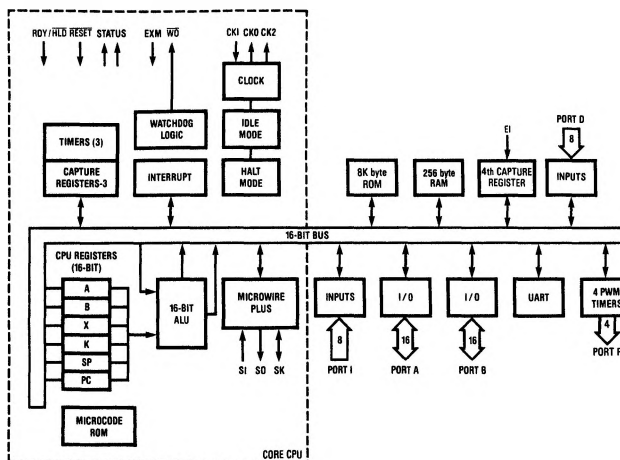 RDY/HLD RESET STATUS EXM WO CKI CKO CK2
CLOCK
WATCHDOG LOGIC
IDLE MODE
TIMERS (3)
CAPTURE REGISTERS-3
INTERRUPT
HALT MODE
PORT D
8
EI
8K byte ROM
256 byte RAM
4th CAPTURE REGISTER
INPUTS
16-BIT BUS
CPU REGISTERS (16-BIT)
A
B
X
K
SP
PC
16-BIT ALU
MICROWIRE PLUS
SI SO SK
MICROCODE ROM
CORE CPU
INPUTS
I/O
I/O
UART
4 PWM TIMERS
8
16
16
4
PORT I
PORT A
PORT B
PORT P